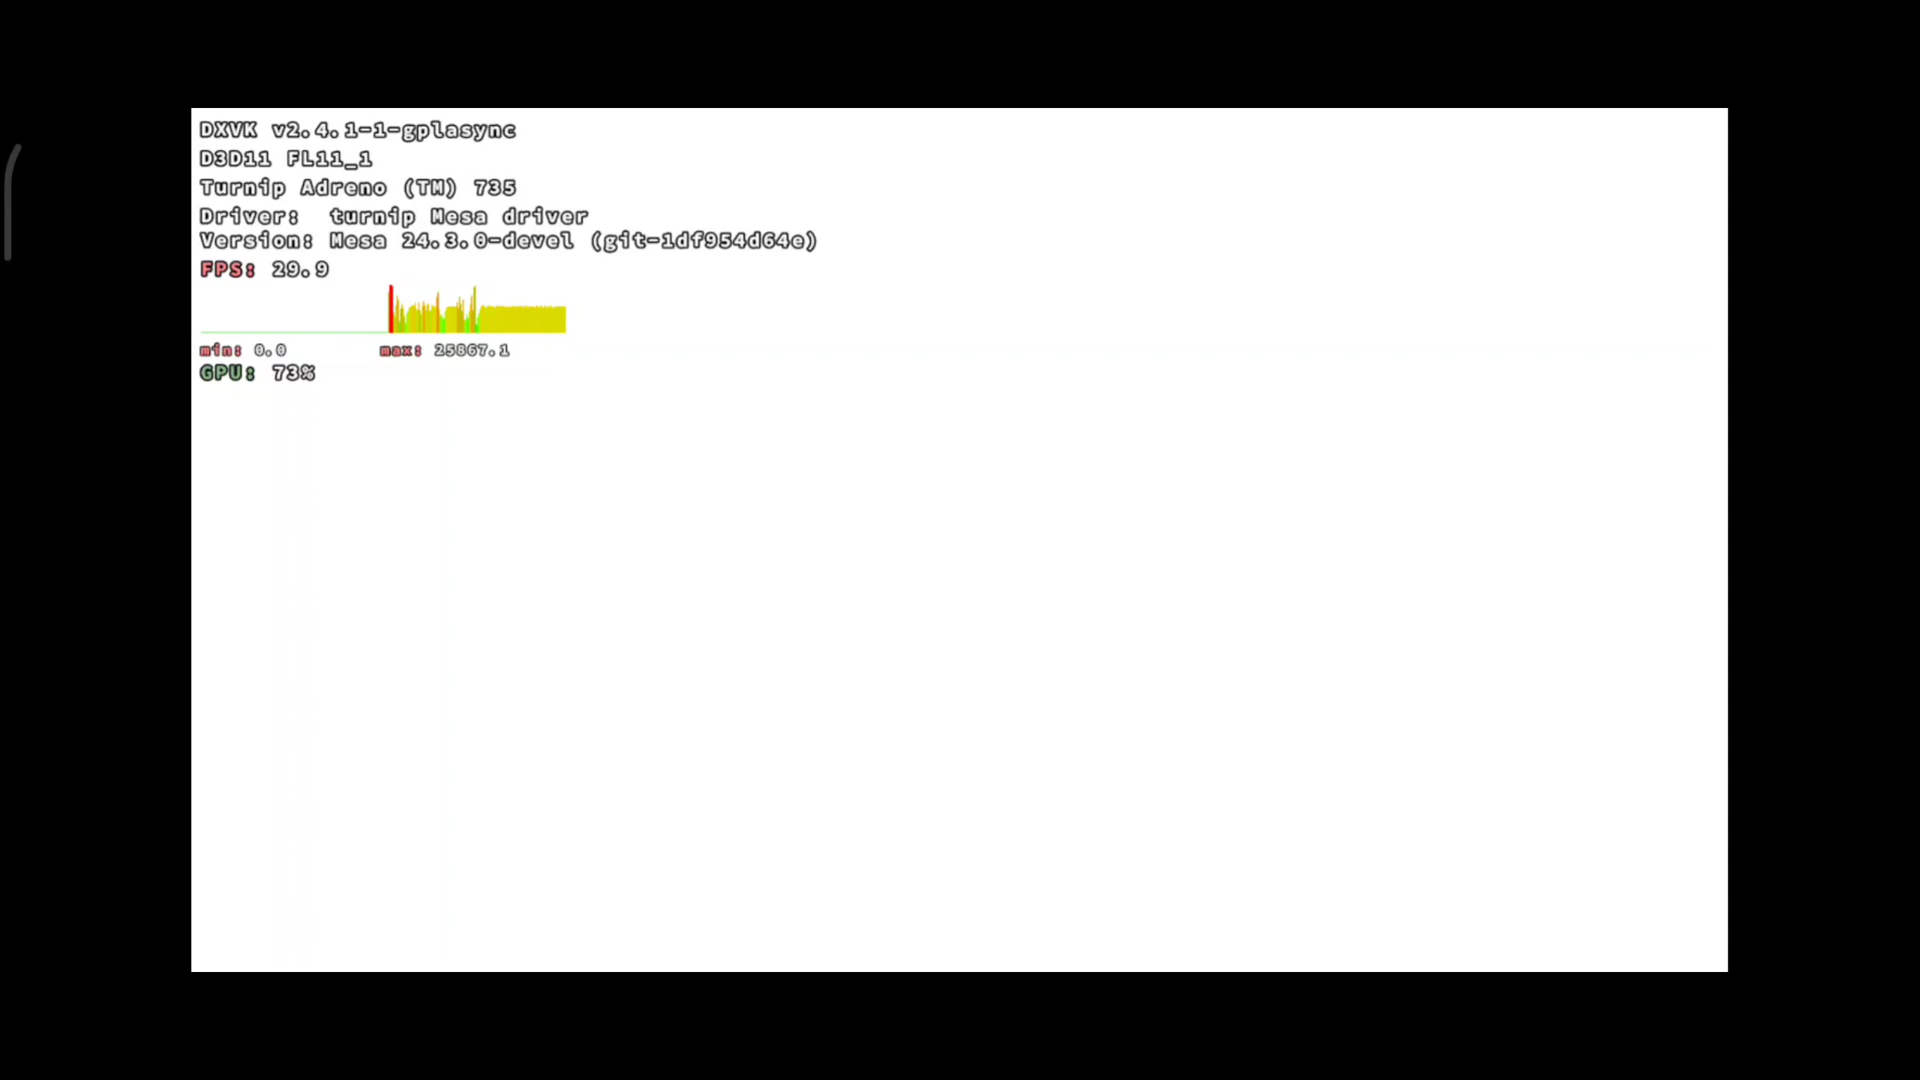 DXVK v2.4.1-1-gplasync
D3D11 FL11_1
Turnip Adreno (TM) 735
Driver: turnip Mesa driver
Version: Mesa 24.3.0-devel (git-1df954d64e)
FPS: 29.9
min: 0.0 max: 25867.1
GPU: 73%